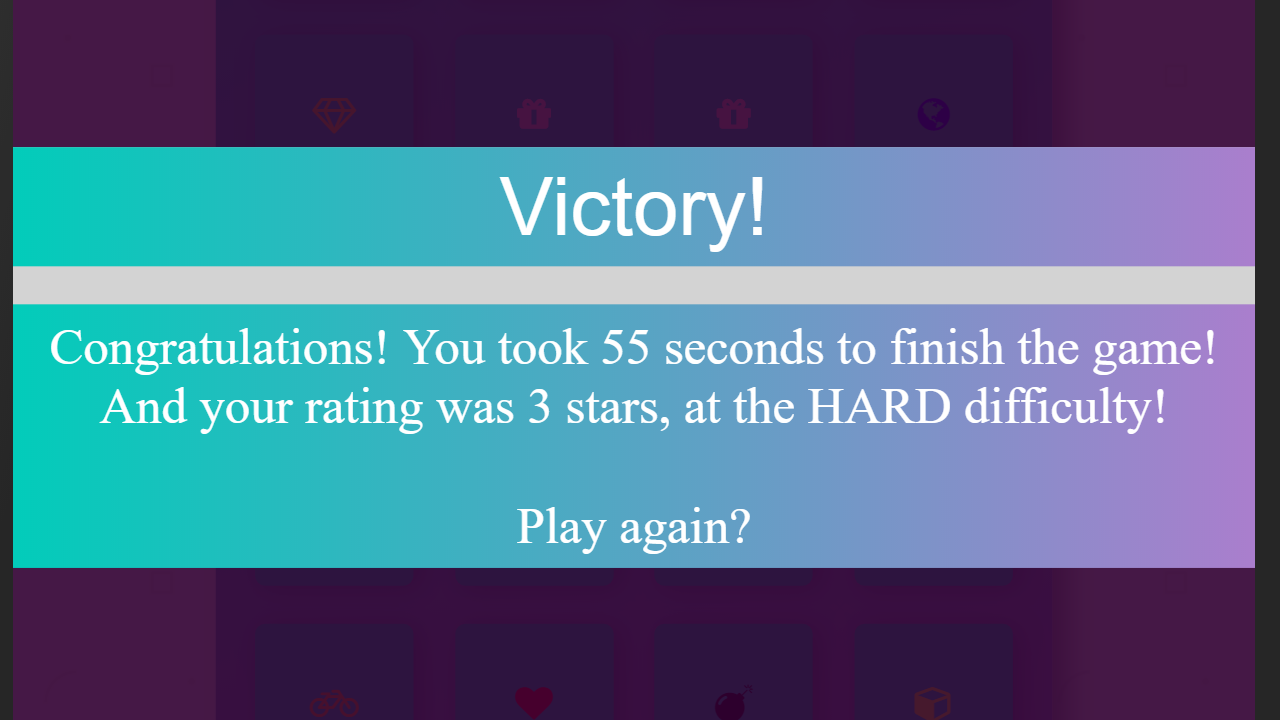 Victory!
Congratulations! You took 55 seconds to finish the game!
And your rating was 3 stars, at the HARD difficulty!
Play again?